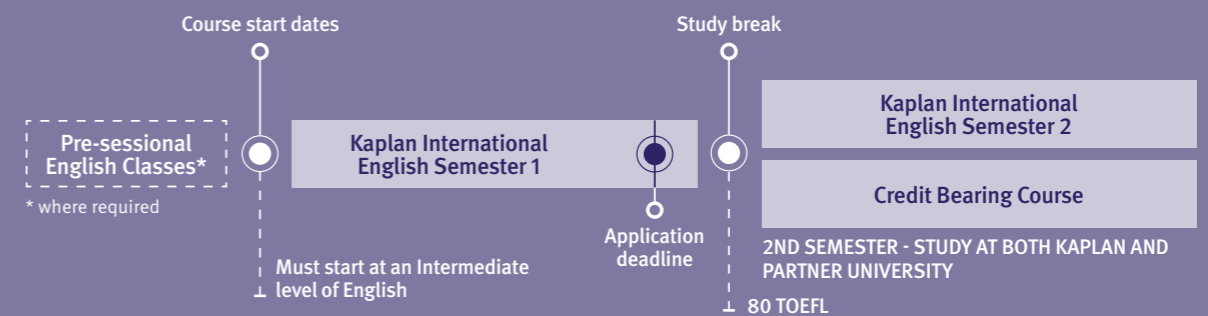 Course start dates
Study break
Pre-sessional
English Classes*
* where required
Kaplan International
English Semester 1
Kaplan International
English Semester 2
Credit Bearing Course
Application
deadline
Must start at an Intermediate
level of English
2ND SEMESTER - STUDY AT BOTH KAPLAN AND
PARTNER UNIVERSITY
80 TOEFL